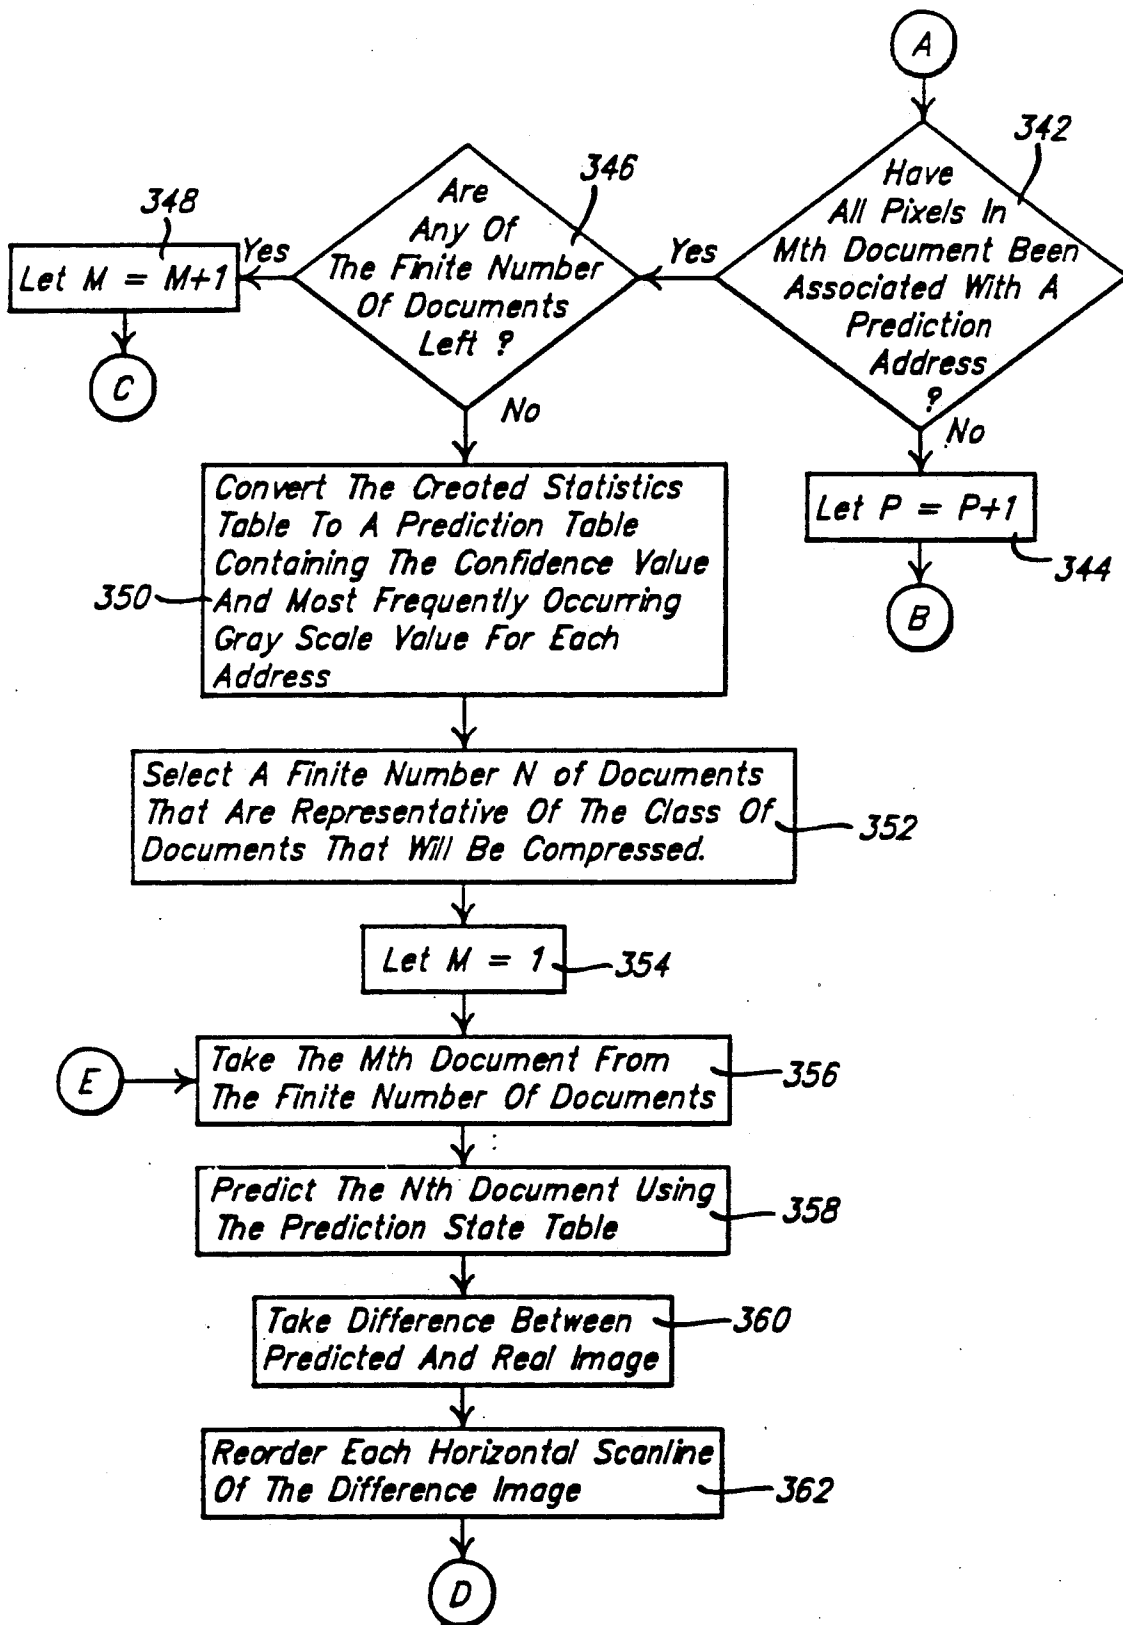 A
342
Have
All Pixels In
Mth Document Been
Associated With A
Prediction
Address
?
Yes
No
Let P = P+1
344
B
346
Are
Any Of
The Finite Number
Of Documents
Left ?
Yes
No
348
Let M = M+1
C
350
Convert The Created Statistics
Table To A Prediction Table
Containing The Confidence Value
And Most Frequently Occurring
Gray Scale Value For Each
Address
Select A Finite Number N of Documents
That Are Representative Of The Class Of
Documents That Will Be Compressed.
352
Let M = 1
354
E
Take The Mth Document From
The Finite Number Of Documents
356
Predict The Nth Document Using
The Prediction State Table
358
Take Difference Between
Predicted And Real Image
360
Reorder Each Horizontal Scanline
Of The Difference Image
362
D